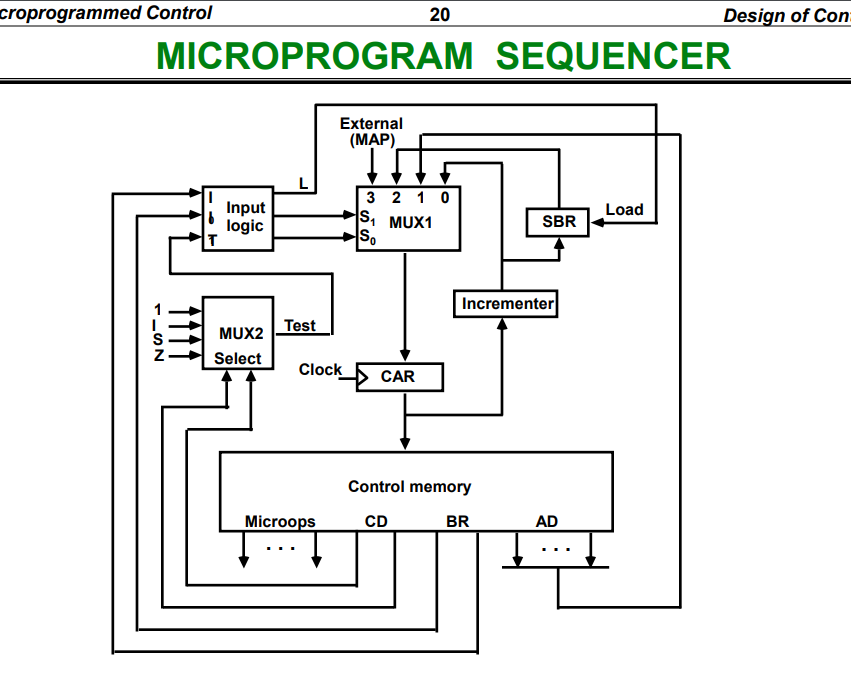 croprogrammed Control 20 Design of Con
MICROPROGRAM SEQUENCER
External
(MAP)
L
I
Input
logic
T
3 2 1 0
S1
MUX1
S0
SBR
Load
Incrementer
1
I
S
Z
MUX2
Select
Test
Clock
CAR
Control memory
Microops CD BR AD
. . . . . .